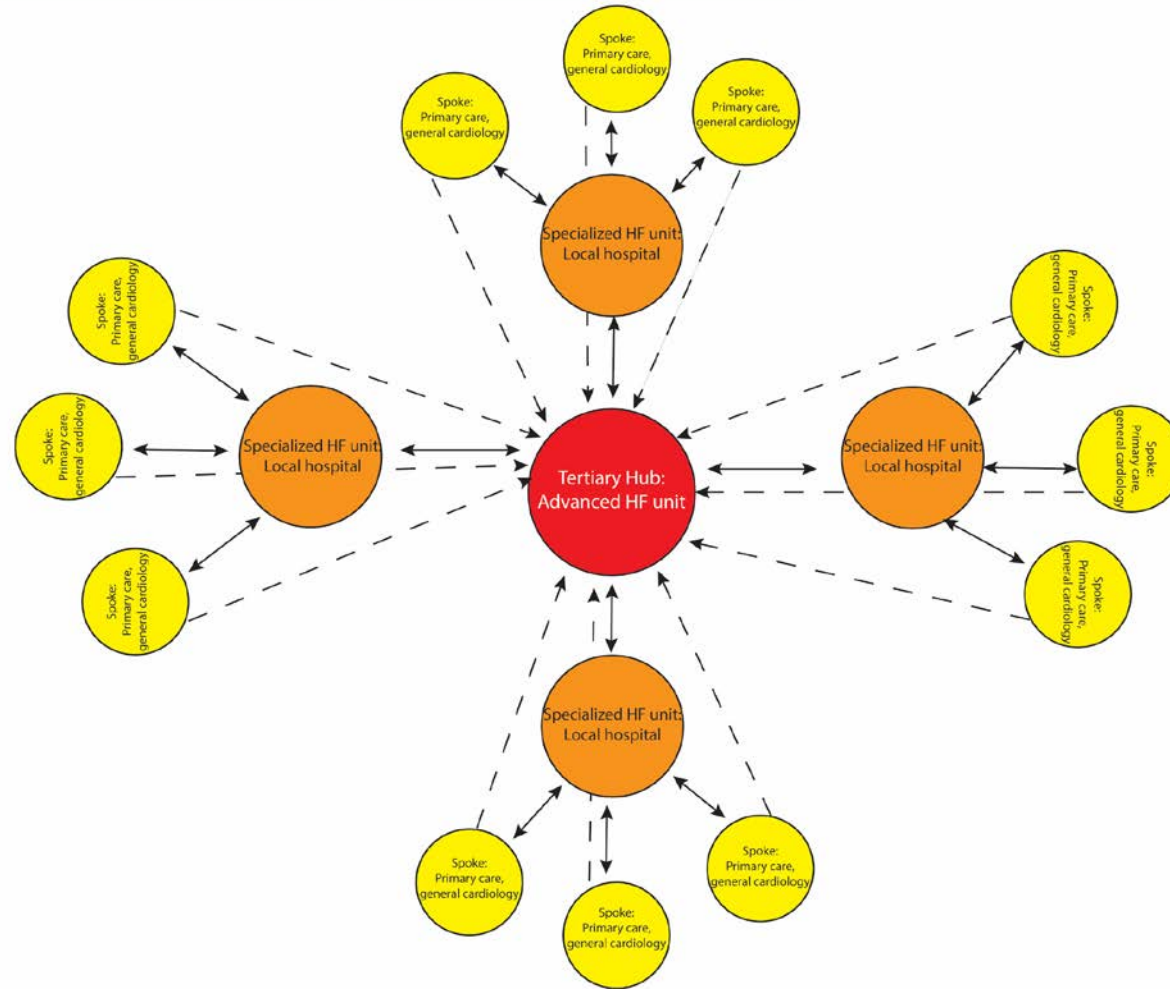 Spoke:
Primary care,
general cardiology
Spoke:
Primary care,
general cardiology
Spoke:
Primary care,
general cardiology
Specialized HF unit:
Local hospital
Spoke:
Primary care,
general cardiology
Spoke:
Primary care,
general cardiology
Spoke:
Primary care,
general cardiology
Specialized HF unit:
Local hospital
Tertiary Hub:
Advanced HF unit
Specialized HF unit:
Local hospital
Spoke:
Primary care,
general cardiology
Spoke:
Primary care,
general cardiology
Spoke:
Primary care,
general cardiology
Specialized HF unit:
Local hospital
Spoke:
Primary care,
general cardiology
Spoke:
Primary care,
general cardiology
Spoke:
Primary care,
general cardiology